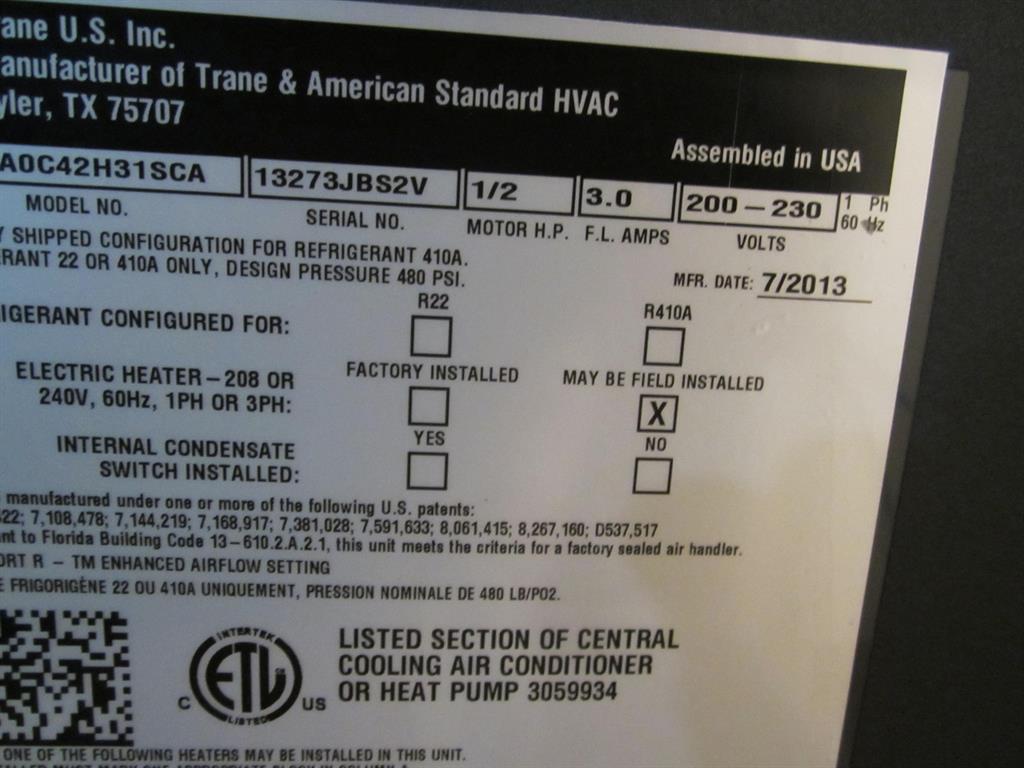 ane U.S. Inc.
anufacturer of Trane & American Standard HVAC
yler, TX 75707
Assembled in USA
A0C42H31SCA 13273JBS2V 1/2 3.0 200 – 230 1 Ph
60 Hz
MODEL NO. SERIAL NO. MOTOR H.P. F.L. AMPS VOLTS
Y SHIPPED CONFIGURATION FOR REFRIGERANT 410A.
RANT 22 OR 410A ONLY, DESIGN PRESSURE 480 PSI.
MFR. DATE: 7/2013
R22 R410A
IGERANT CONFIGURED FOR:
FACTORY INSTALLED MAY BE FIELD INSTALLED
ELECTRIC HEATER – 208 OR
240V, 60Hz, 1PH OR 3PH: X
YES NO
INTERNAL CONDENSATE
SWITCH INSTALLED:
manufactured under one or more of the following U.S. patents:
22; 7,108,478; 7,144,219; 7,168,917; 7,381,028; 7,591,633; 8,061,415; 8,267,160; D537,517
nt to Florida Building Code 13–610.2.A.2.1, this unit meets the criteria for a factory sealed air handler.
ORT R – TM ENHANCED AIRFLOW SETTING
E FRIGORIGÈNE 22 OU 410A UNIQUEMENT, PRESSION NOMINALE DE 480 LB/PO2.
INTERTEK
C ETL US
LISTED
LISTED SECTION OF CENTRAL
COOLING AIR CONDITIONER
OR HEAT PUMP 3059934
ONE OF THE FOLLOWING HEATERS MAY BE INSTALLED IN THIS UNIT.